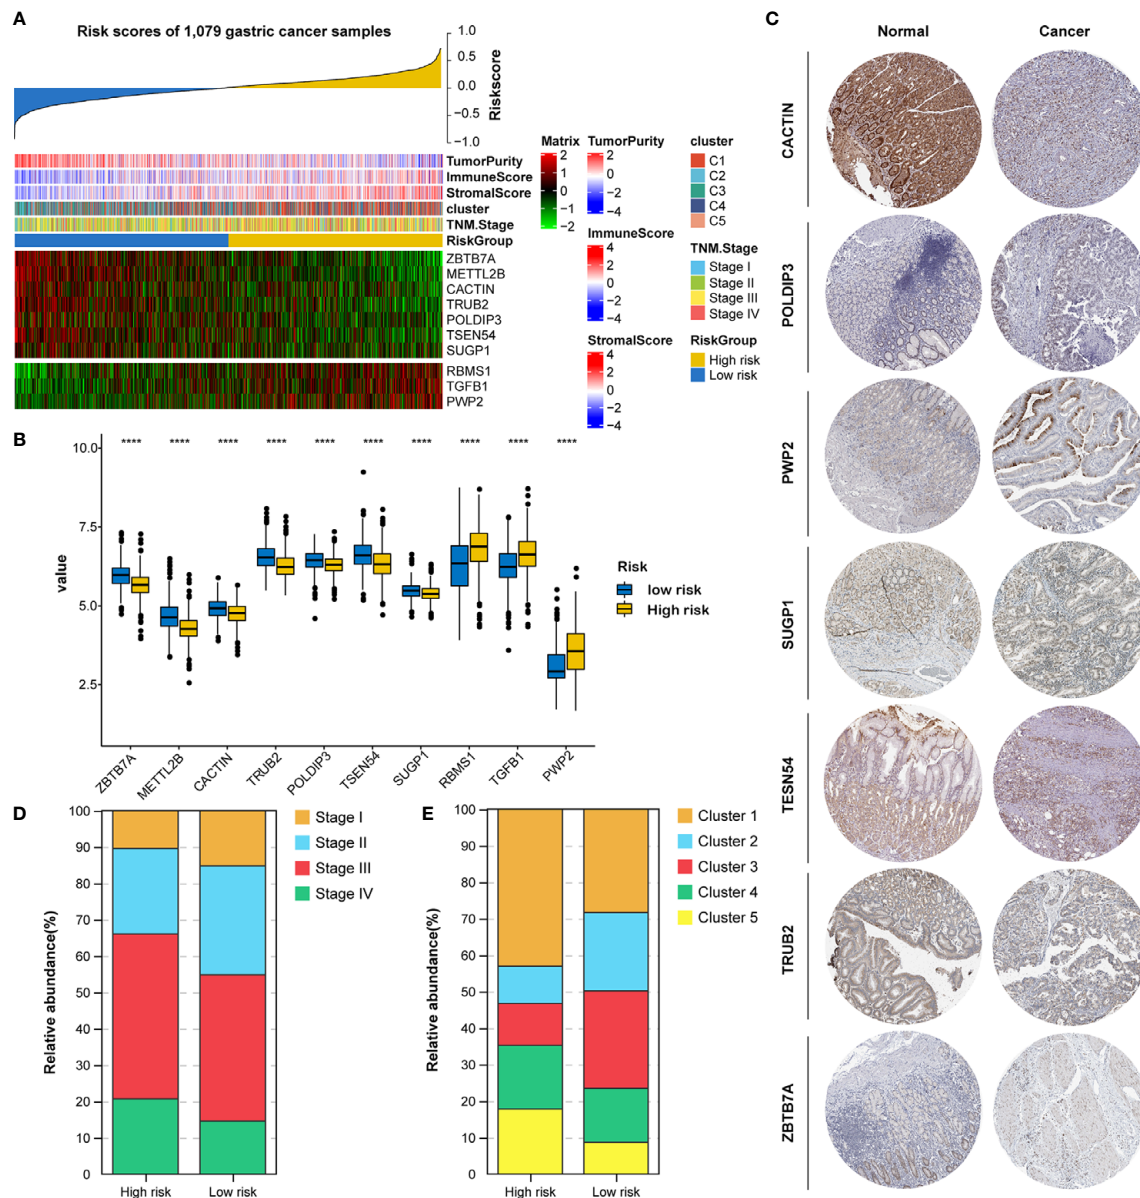 A
Risk scores of 1,079 gastric cancer samples
1.0
0.5
0.0
−0.5
−1.0
Riskscore
TumorPurity
ImmuneScore
StromalScore
cluster
TNM.Stage
RiskGroup
ZBTB7A
METTL2B
CACTIN
TRUB2
POLDIP3
TSEN54
SUGP1
RBMS1
TGFB1
PWP2
Matrix
2
1
0
−1
−2
TumorPurity
2
0
−2
−4
ImmuneScore
4
2
0
−2
−4
StromalScore
4
2
0
−2
−4
cluster
C1
C2
C3
C4
C5
TNM.Stage
Stage I
Stage II
Stage III
Stage IV
RiskGroup
High risk
Low risk
B
**** **** **** **** **** **** **** **** **** ****
10.0
7.5
5.0
2.5
value
ZBTB7A
METTL2B
CACTIN
TRUB2
POLDIP3
TSEN54
SUGP1
RBMS1
TGFB1
PWP2
Risk
low risk
High risk
C
Normal
Cancer
CACTIN
POLDIP3
PWP2
SUGP1
TESN54
TRUB2
ZBTB7A
D
Relative abundance(%)
100
90
80
70
60
50
40
30
20
10
0
High risk
Low risk
Stage I
Stage II
Stage III
Stage IV
E
Relative abundance(%)
100
90
80
70
60
50
40
30
20
10
0
High risk
Low risk
Cluster 1
Cluster 2
Cluster 3
Cluster 4
Cluster 5